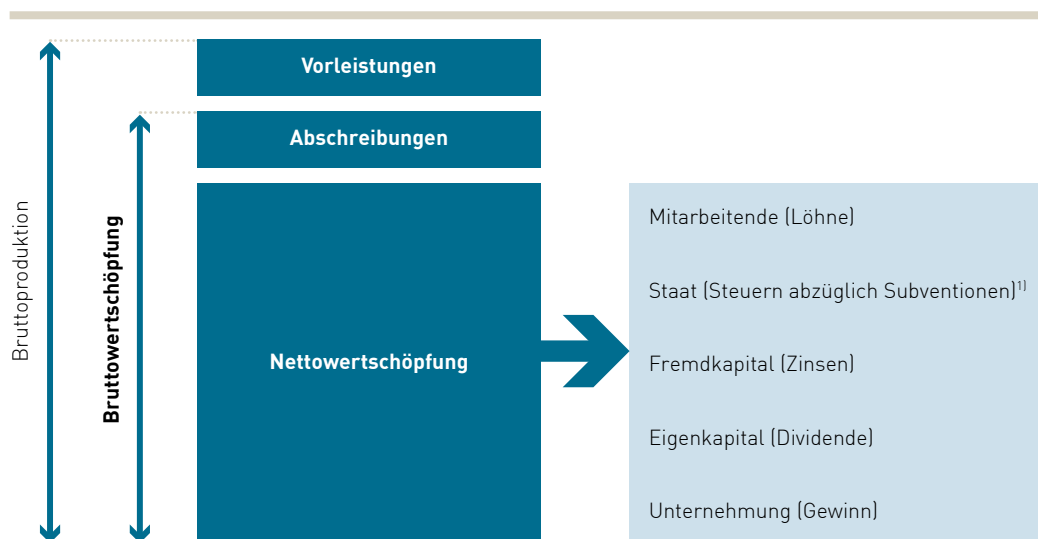 Bruttoproduktion
Bruttowertschöpfung
Vorleistungen
Abschreibungen
Nettowertschöpfung
Mitarbeitende (Löhne)
Staat (Steuern abzüglich Subventionen)¹⁾
Fremdkapital (Zinsen)
Eigenkapital (Dividende)
Unternehmung (Gewinn)